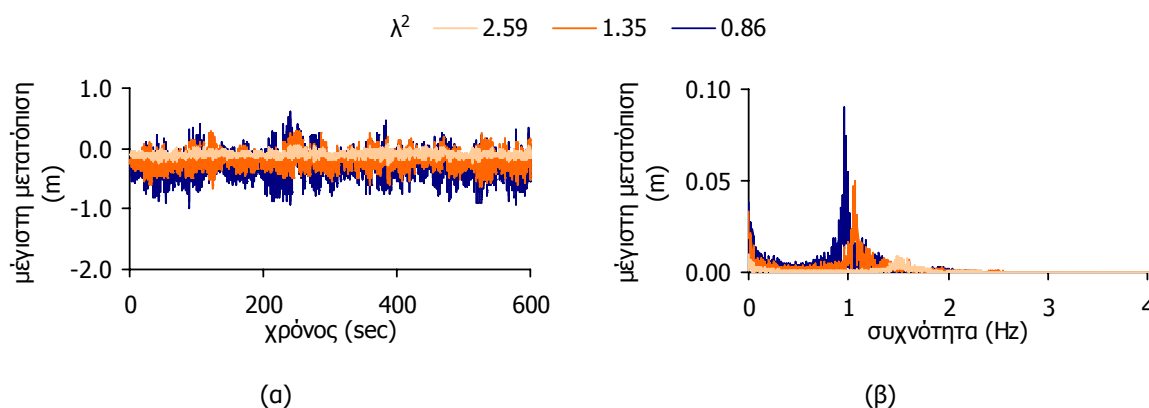 λ² 2.59 1.35 0.86
μέγιστη μετατόπιση
(m)
1.0
0.0
-1.0
-2.0
0 200 400 600
χρόνος (sec)
(α)
μέγιστη μετατόπιση
(m)
0.10
0.05
0.00
0 1 2 3 4
συχνότητα (Hz)
(β)